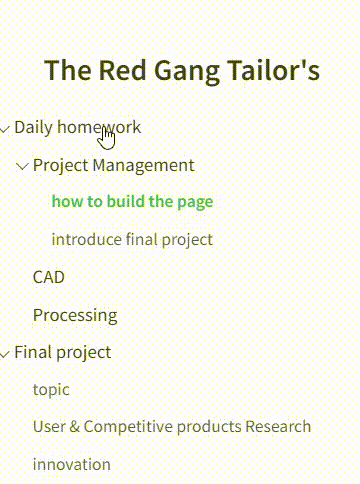 The Red Gang Tailor's
Daily homework
Project Management
how to build the page
introduce final project
CAD
Processing
Final project
topic
User & Competitive products Research
innovation